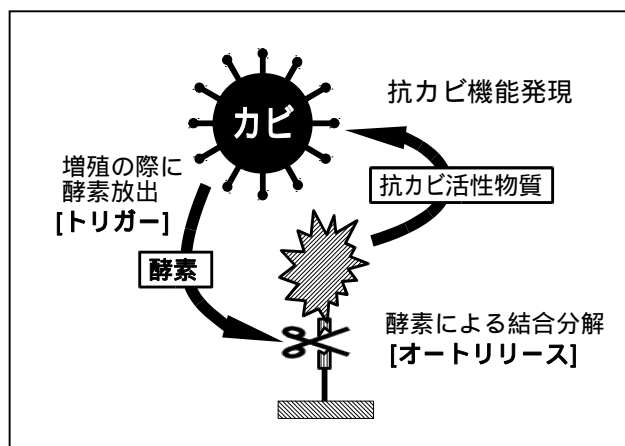 カビ
抗カビ機能発現
増殖の際に
酵素放出
[トリガー]
抗カビ活性物質
酵素
酵素による結合分解
[オートリリース]